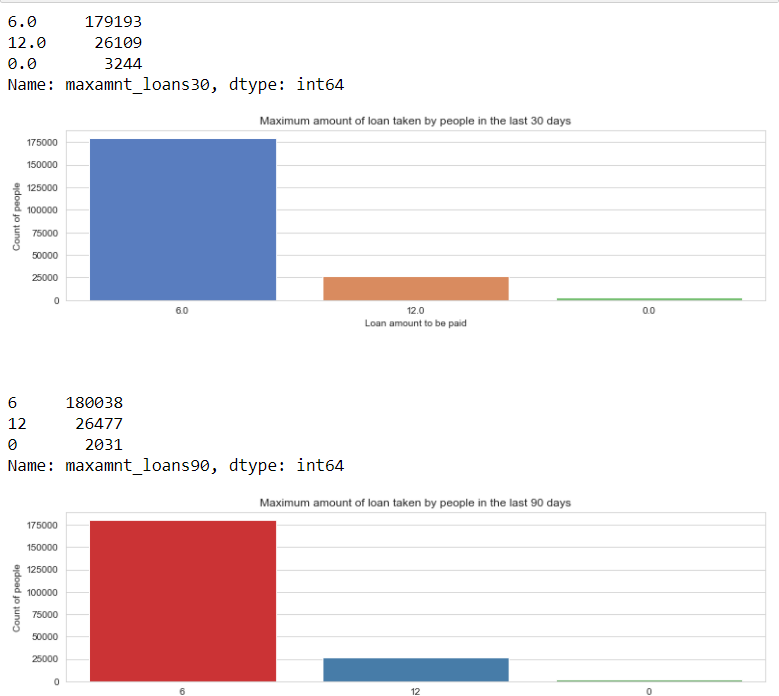 6.0 179193
12.0 26109
0.0 3244
Name: maxamnt_loans30, dtype: int64
Maximum amount of loan taken by people in the last 30 days
175000
150000
125000
100000
75000
50000
25000
0
Count of people
6.0 12.0 0.0
Loan amount to be paid
6 180038
12 26477
0 2031
Name: maxamnt_loans90, dtype: int64
Maximum amount of loan taken by people in the last 90 days
175000
150000
125000
100000
75000
50000
25000
0
Count of people
6 12 0